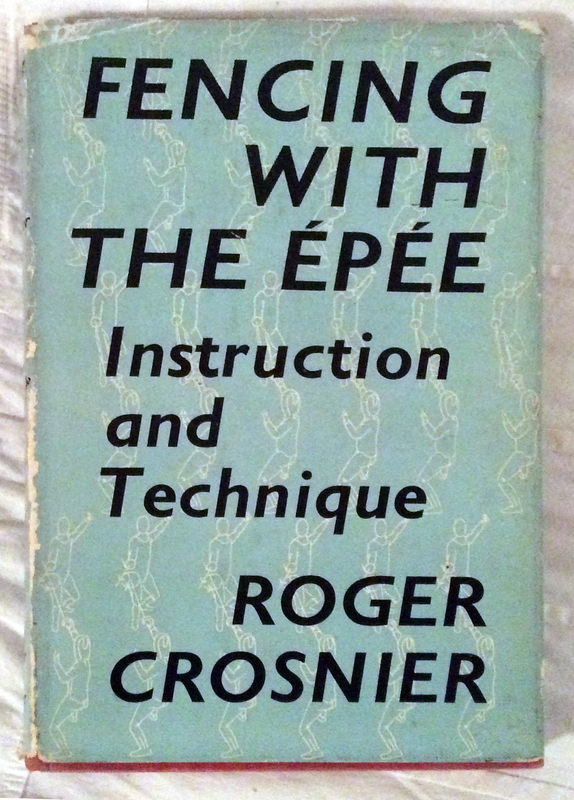 FENCING
WITH
THE ÉPÉE
Instruction
and
Technique
ROGER
CROSNIER